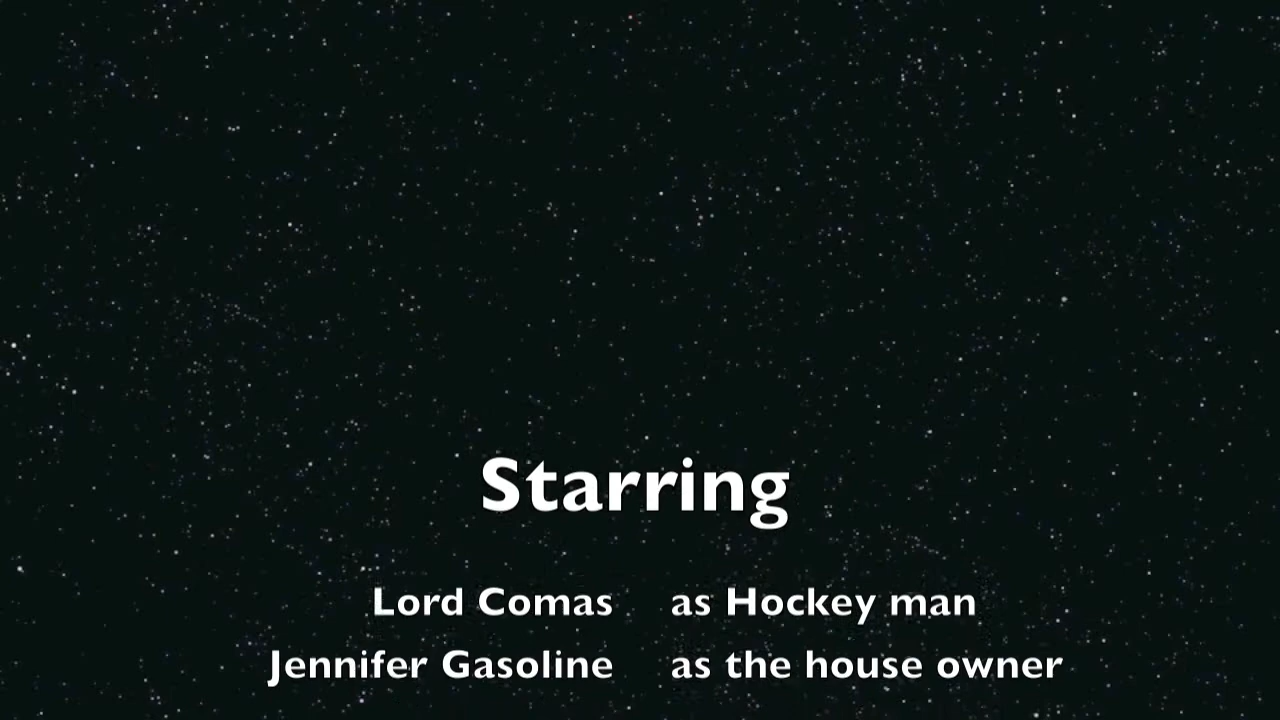 Starring
Lord Comas as Hockey man
Jennifer Gasoline as the house owner